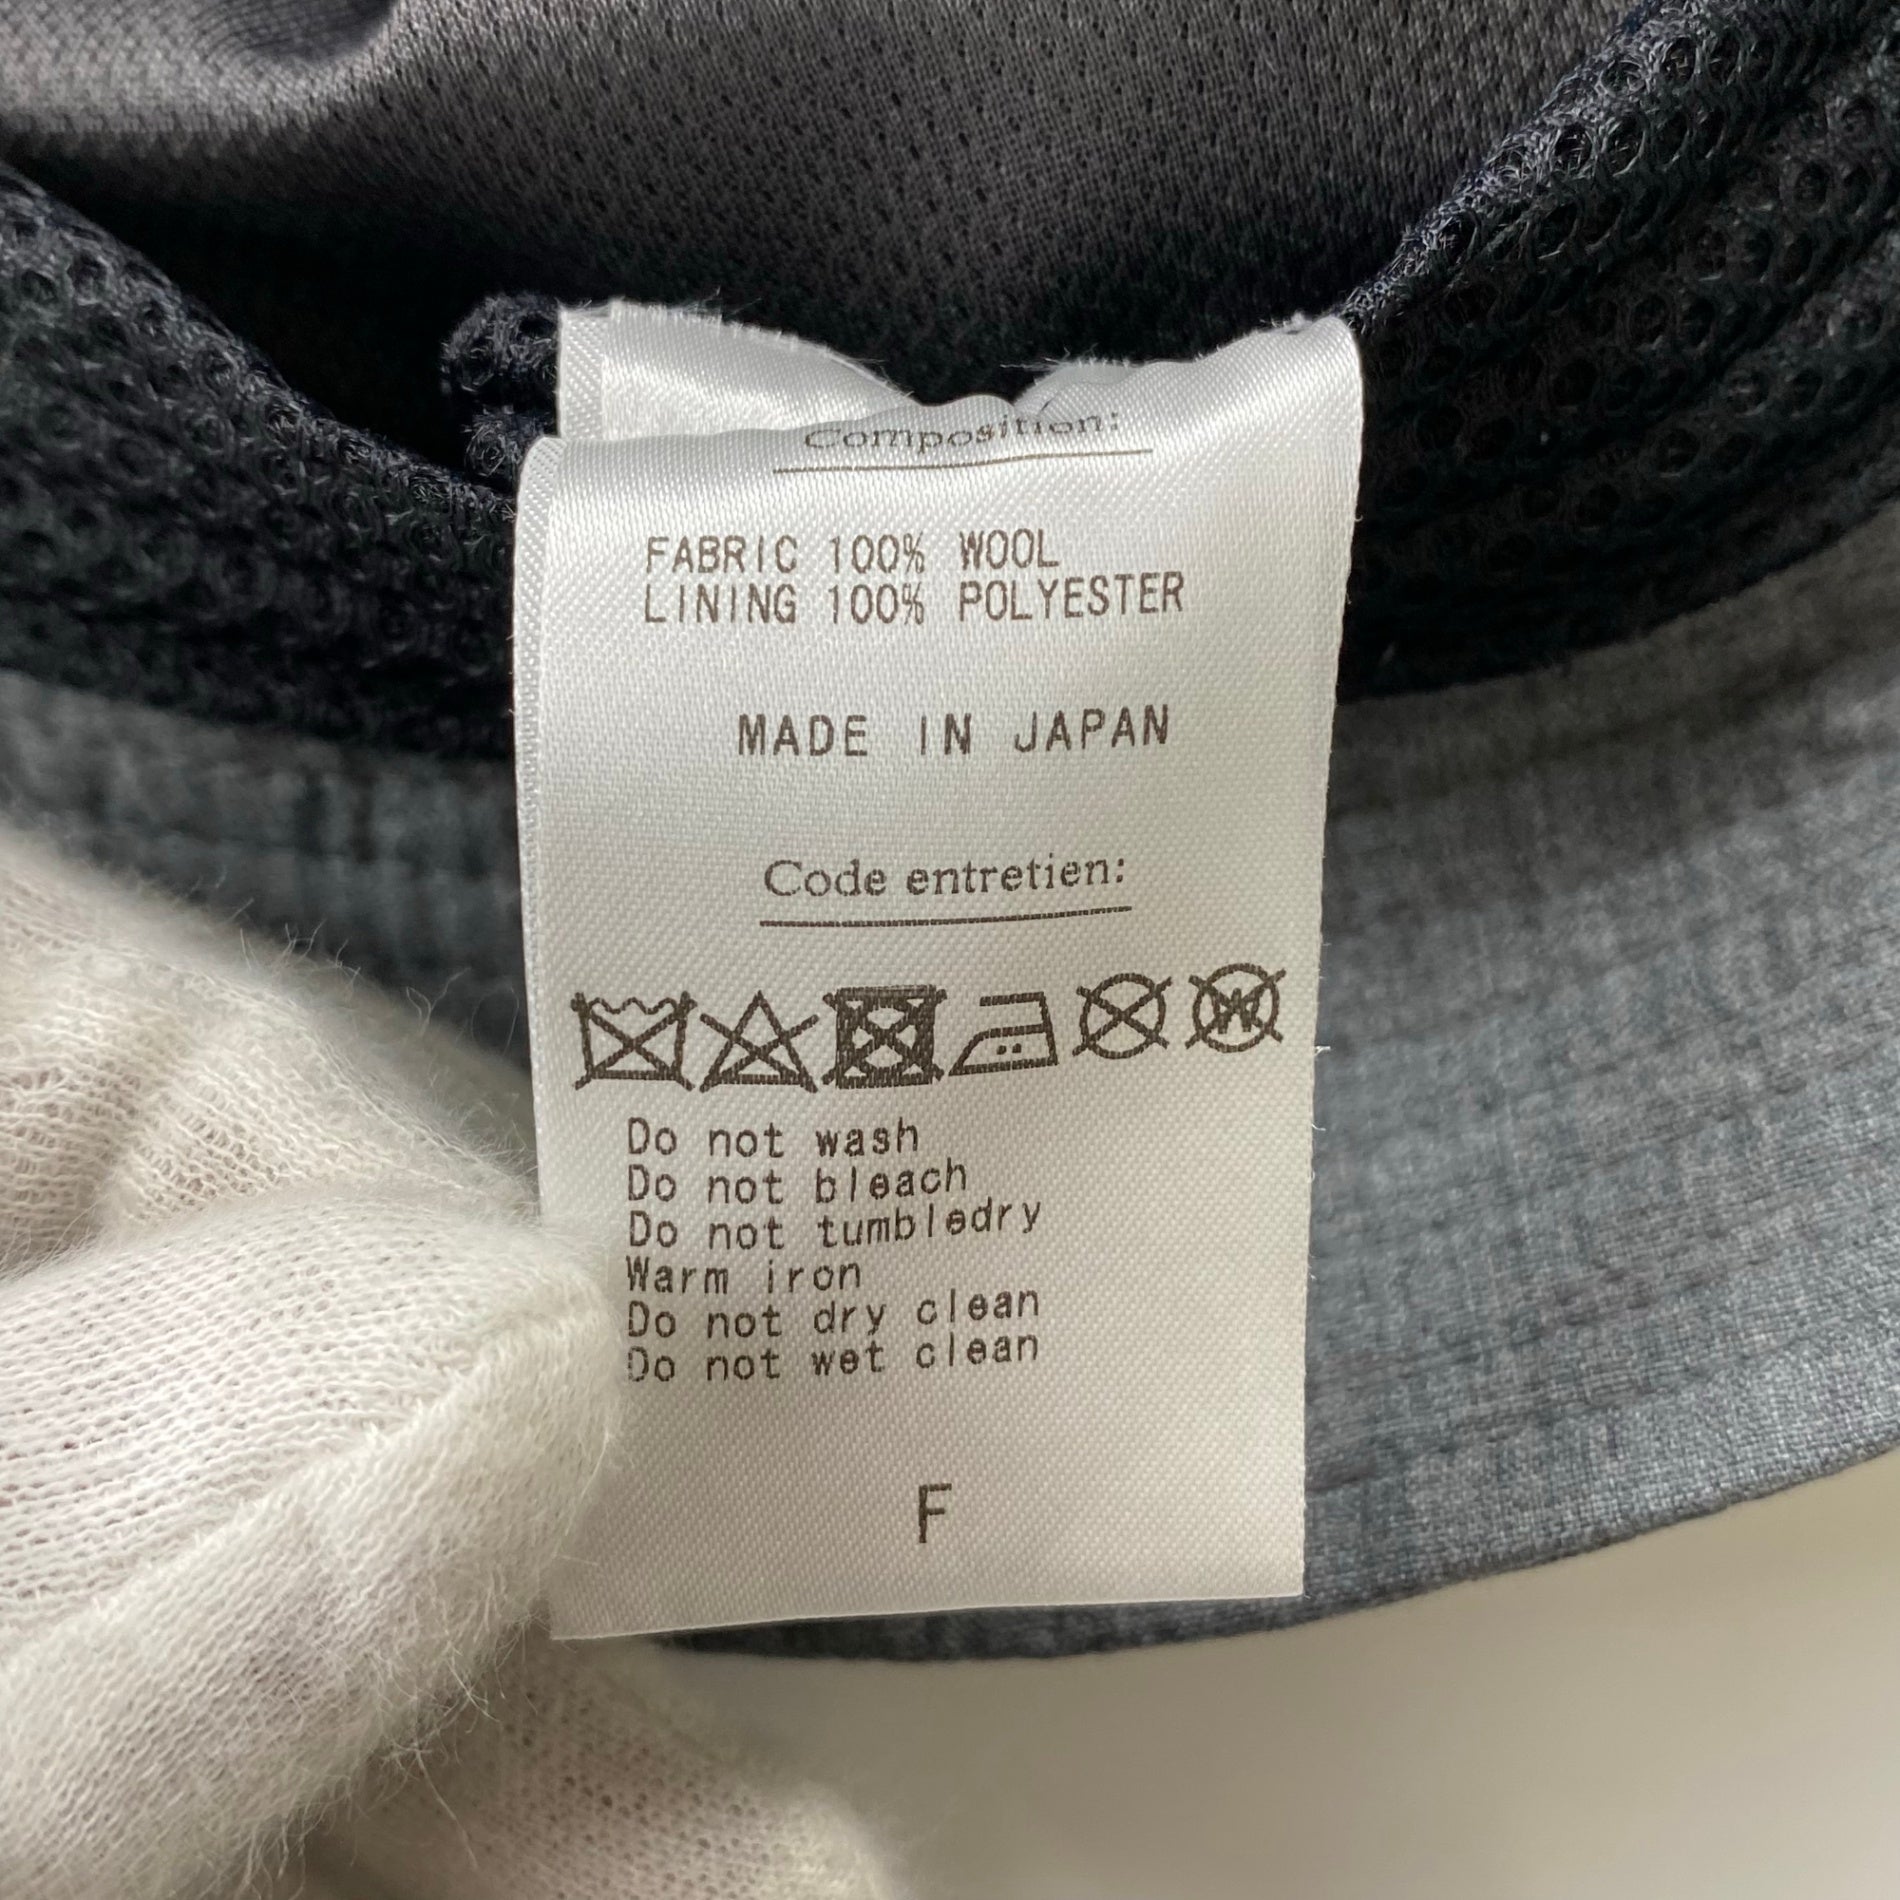 Composition:
FABRIC 100% WOOL
LINING 100% POLYESTER
MADE IN JAPAN
Code entretien:
W
Do not wash
Do not bleach
Do not tumbledry
Warm iron
Do not dry clean
Do not wet clean
F